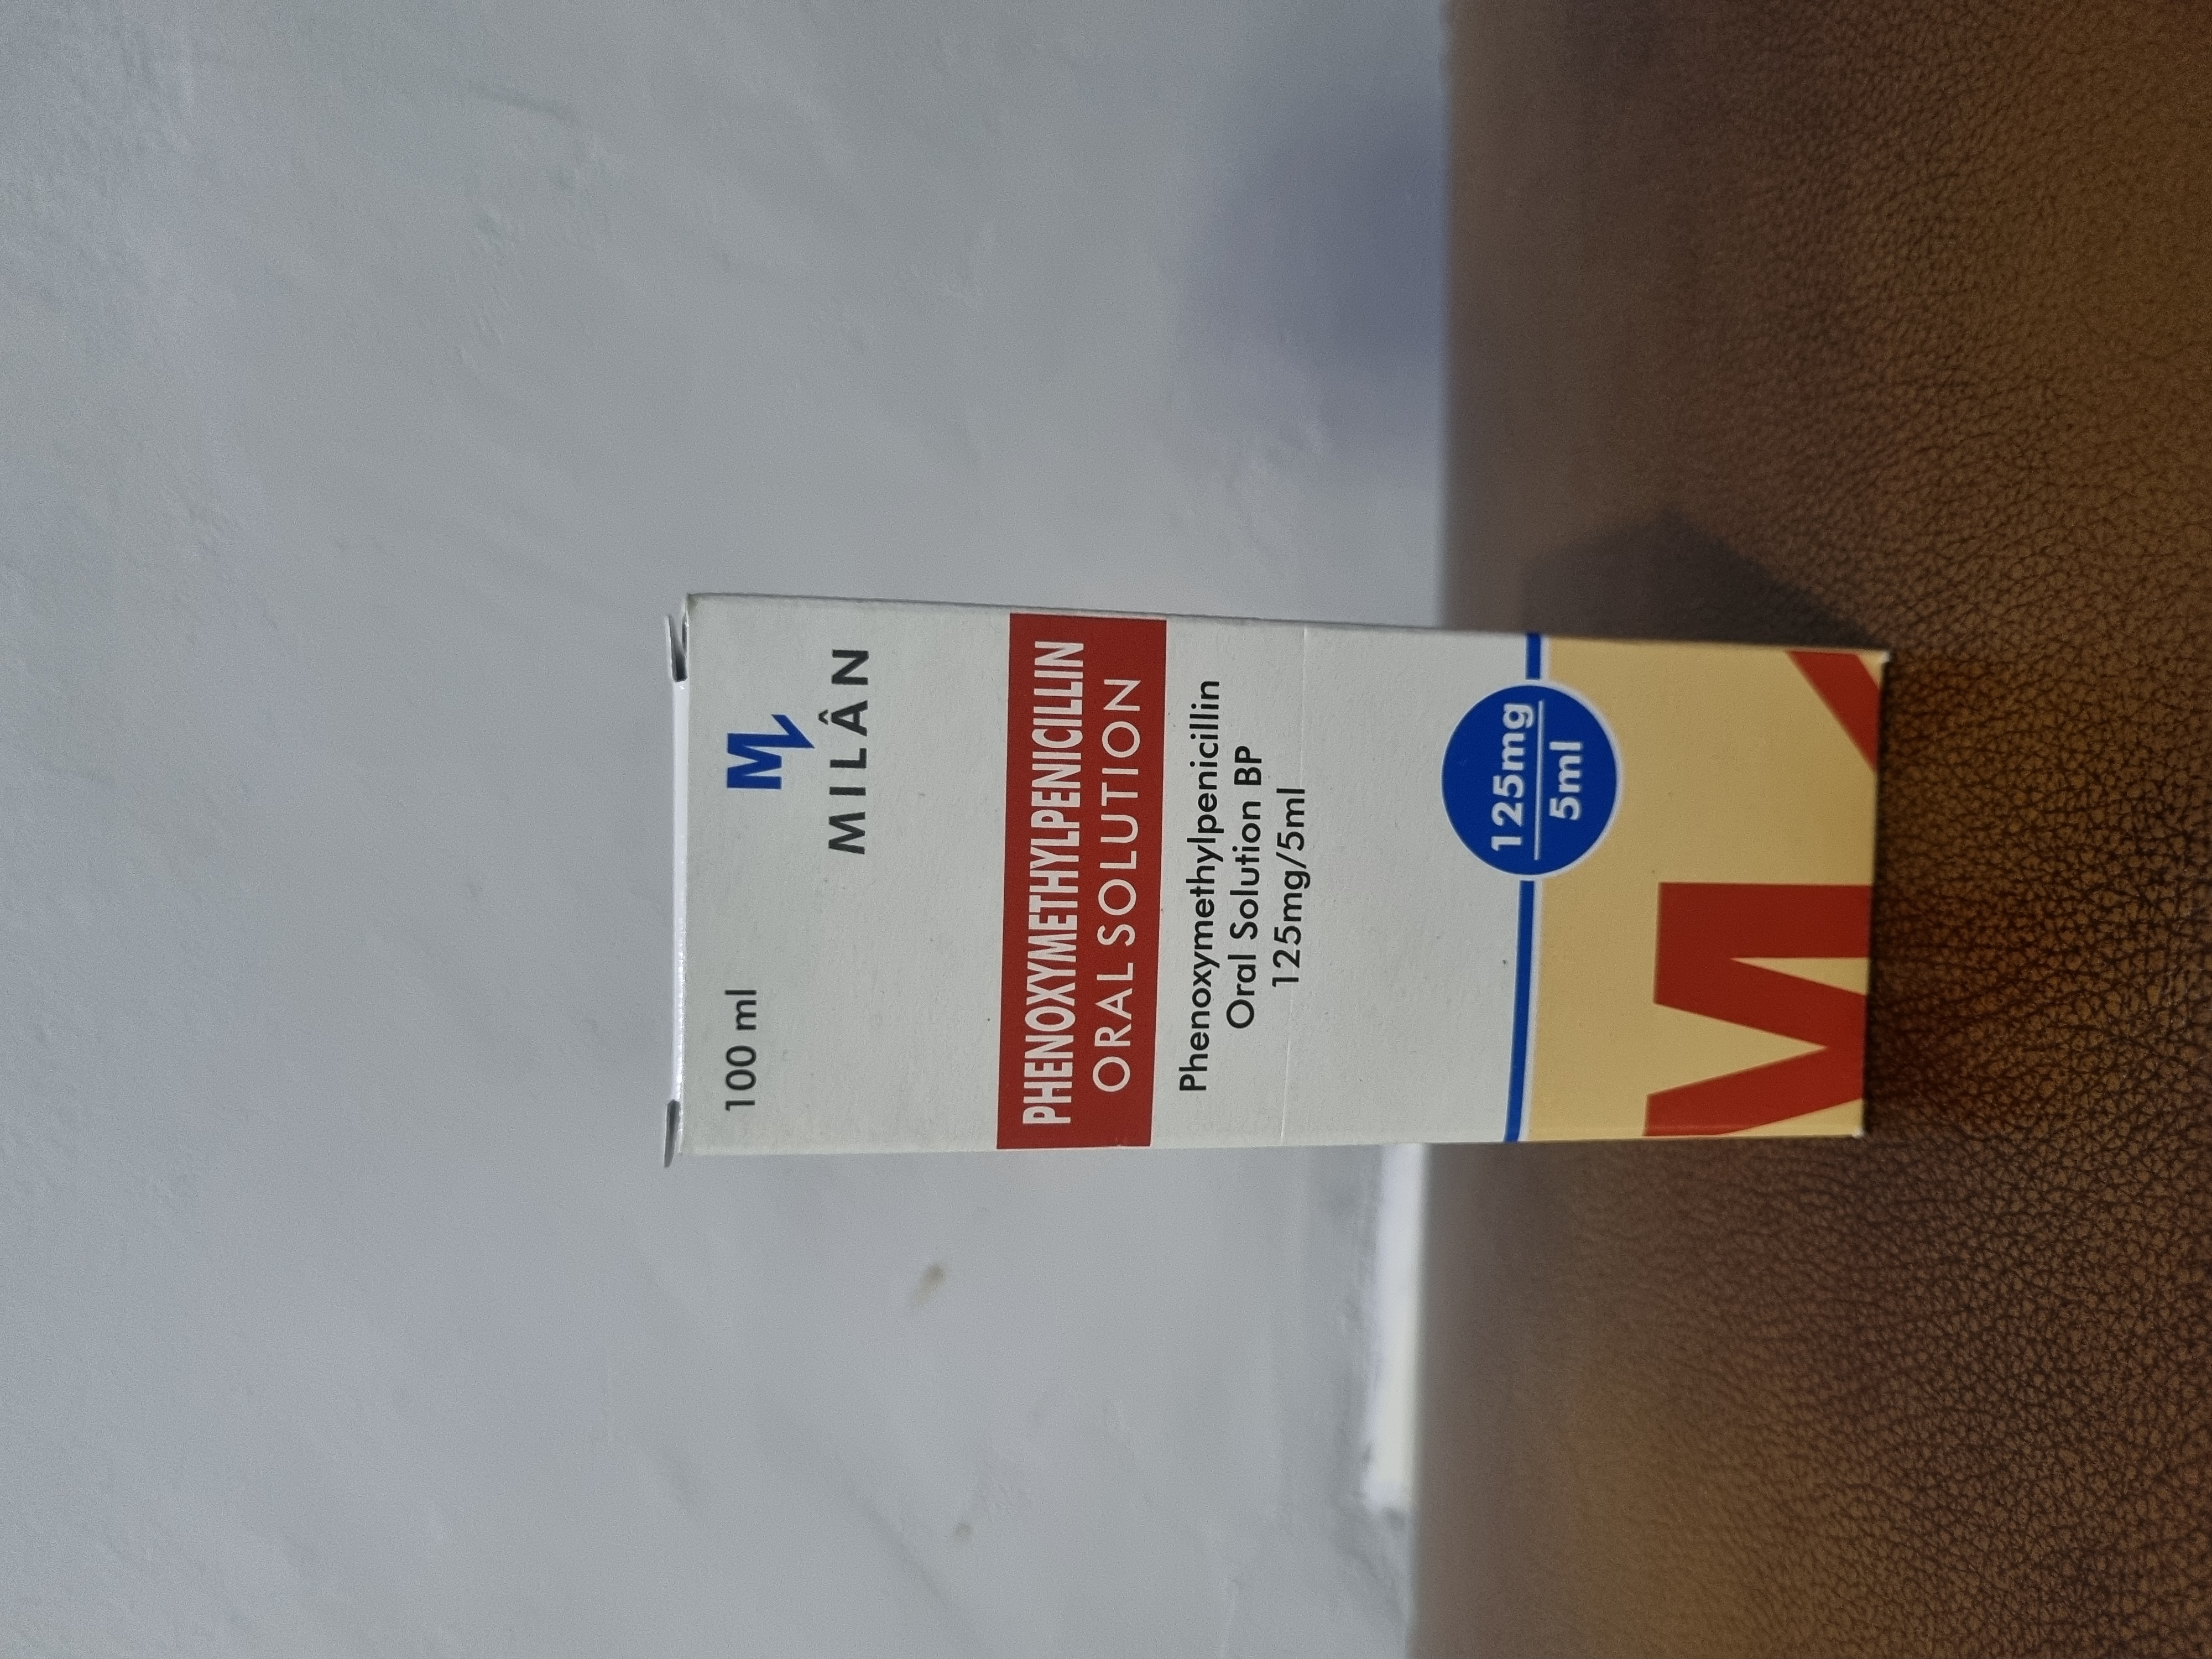 100 ml
M
MILÂN
PHENOXYMETHYLPENICILLIN
ORAL SOLUTION
Phenoxymethylpenicillin
Oral Solution BP
125mg/5ml
125mg
5ml
M